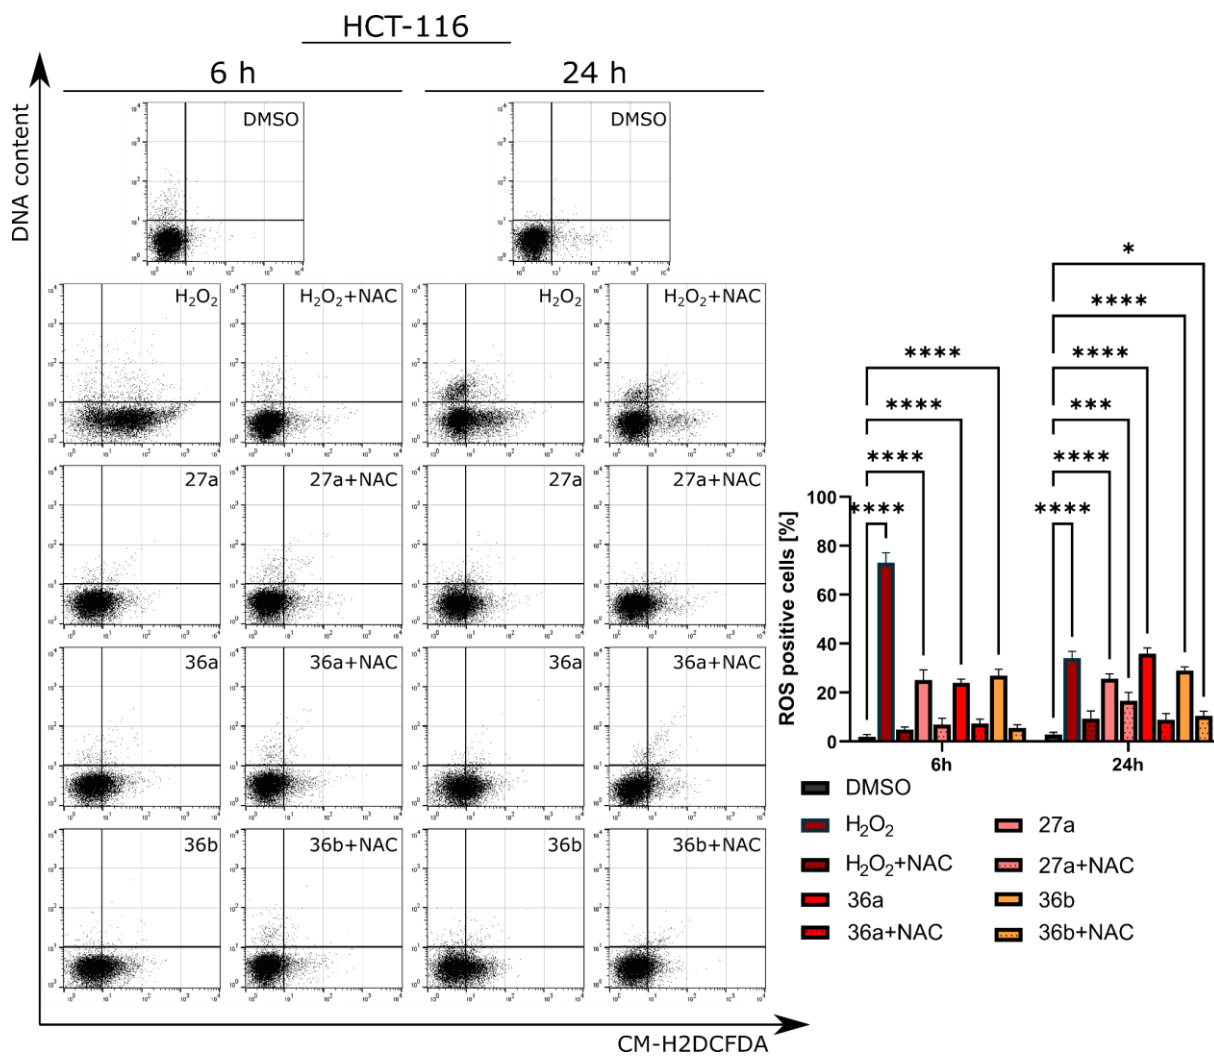 HCT-116
6 h
24 h
DNA content
DMSO
DMSO
H₂O₂
H₂O₂+NAC
H₂O₂
H₂O₂+NAC
27a
27a+NAC
27a
27a+NAC
36a
36a+NAC
36a
36a+NAC
36b
36b+NAC
36b
36b+NAC
CM-H2DCFDA
*
****
****
****
****
***
****
****
****
****
ROS positive cells [%]
100
80
60
40
20
0
6h
24h
DMSO
H₂O₂
27a
H₂O₂+NAC
27a+NAC
36a
36b
36a+NAC
36b+NAC